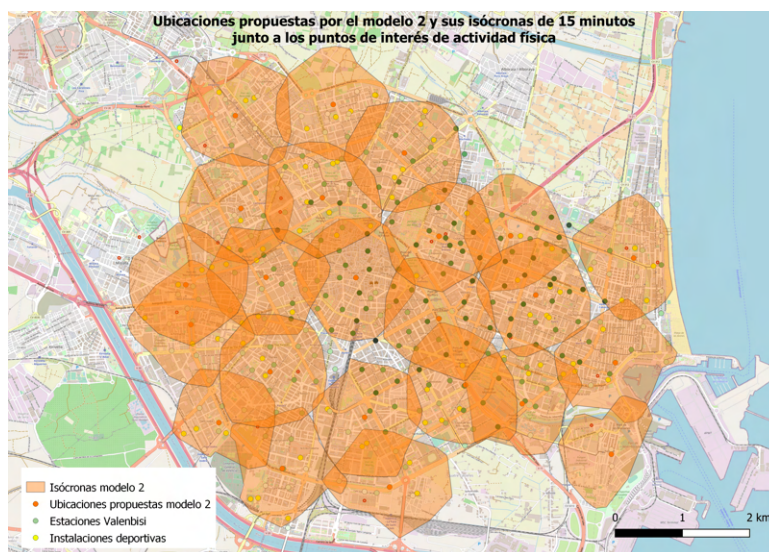 Ubicaciones propuestas por el modelo 2 y sus isócronas de 15 minutos
junto a los puntos de interés de actividad física
Isócronas modelo 2
Ubicaciones propuestas modelo 2
Estaciones Valenbisi
Instalaciones deportivas
0 1 2 km